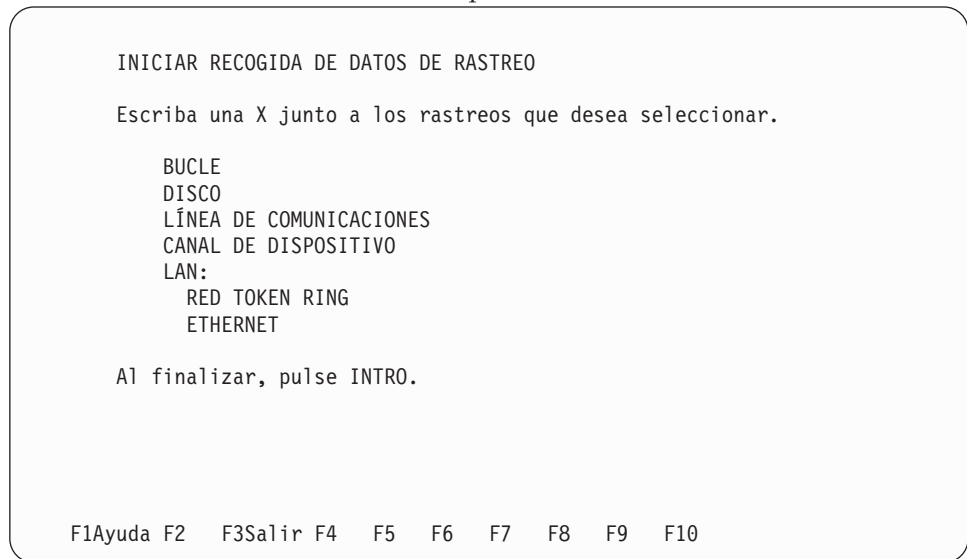 INICIAR RECOGIDA DE DATOS DE RASTREO
Escriba una X junto a los rastreos que desea seleccionar.
BUCLE
DISCO
LÍNEA DE COMUNICACIONES
CANAL DE DISPOSITIVO
LAN:
RED TOKEN RING
ETHERNET
Al finalizar, pulse INTRO.
F1Ayuda F2 F3Salir F4 F5 F6 F7 F8 F9 F10